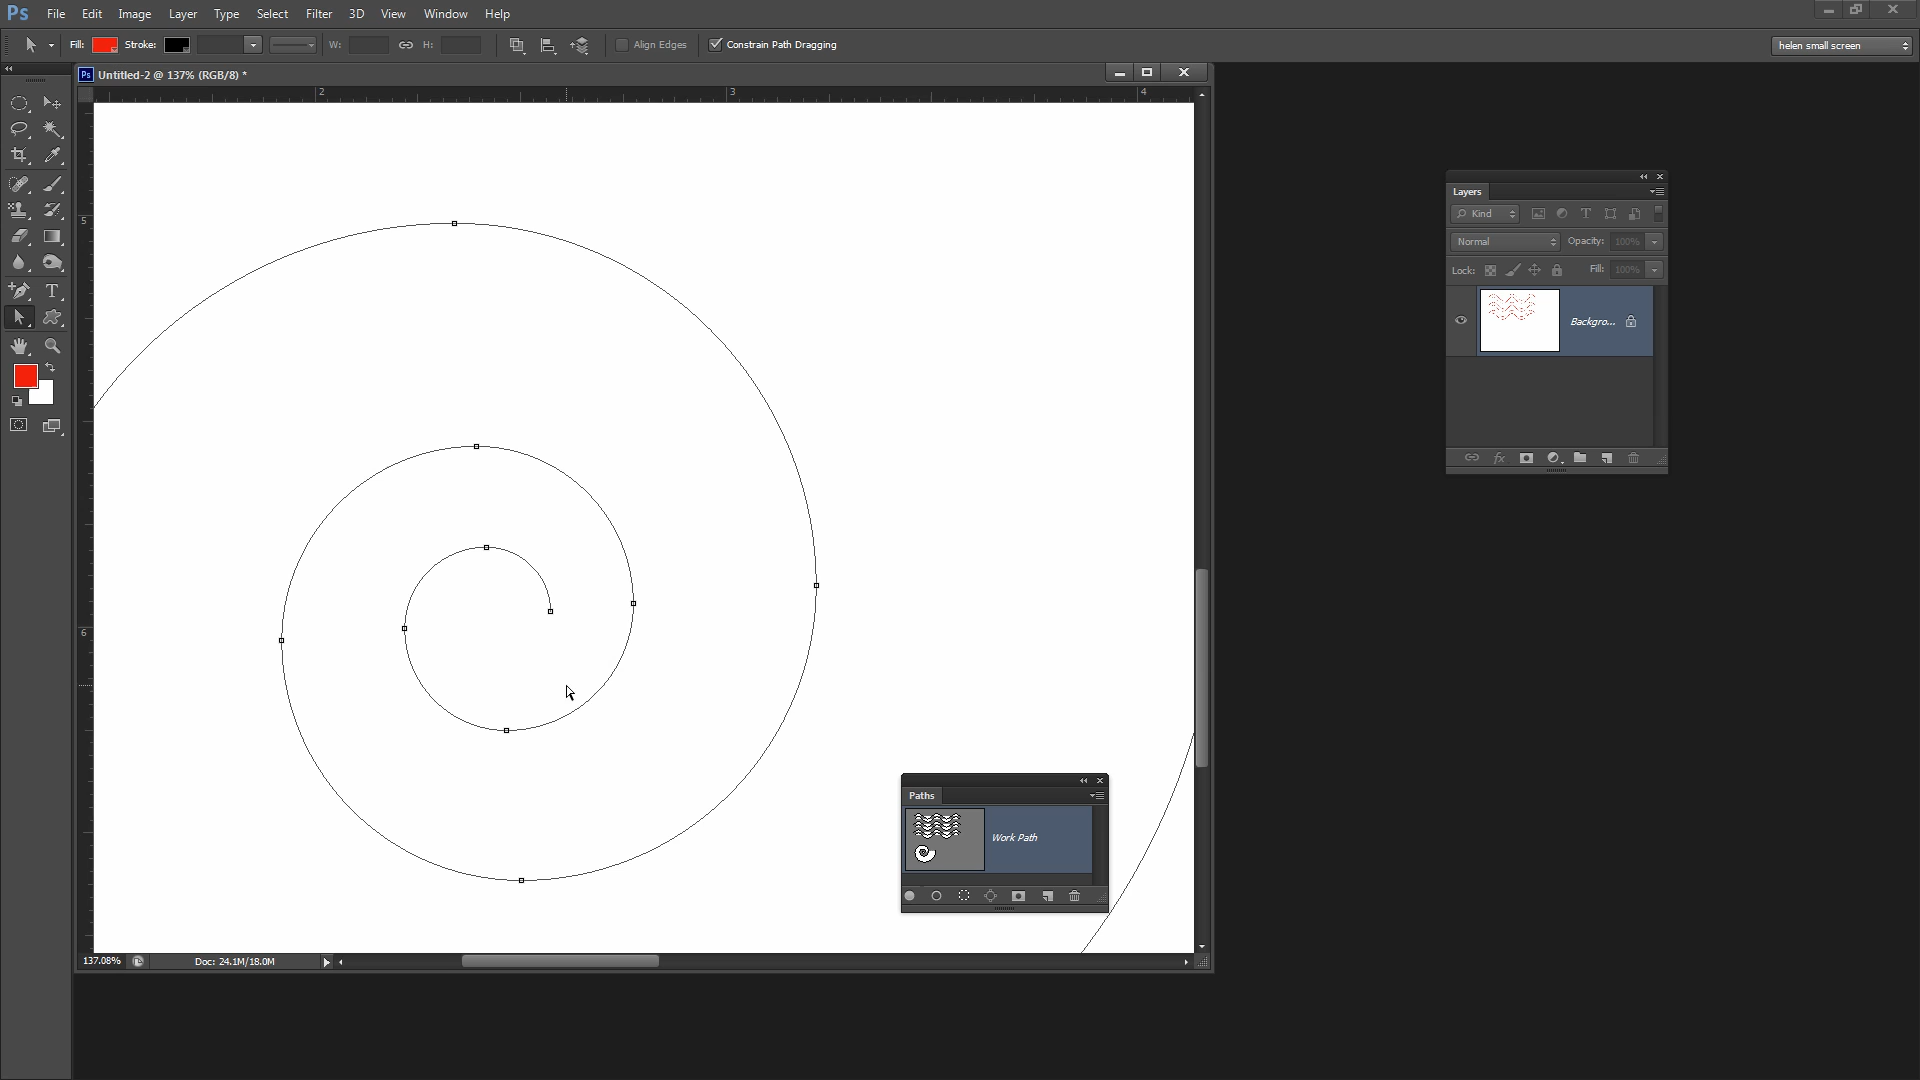 Ps File Edit Image Layer Type Select Filter 3D View Window Help
Fill: Stroke: W: H: Align Edges Constrain Path Dragging helen small screen
Ps Untitled-2 @ 137% (RGB/8) *
2 3 4
5
6
T
Layers
Kind T
Normal Opacity: 100%
Lock: Fill: 100%
Backgro...
fx
Paths
Work Path
137.08% Doc: 24.1M/18.0M